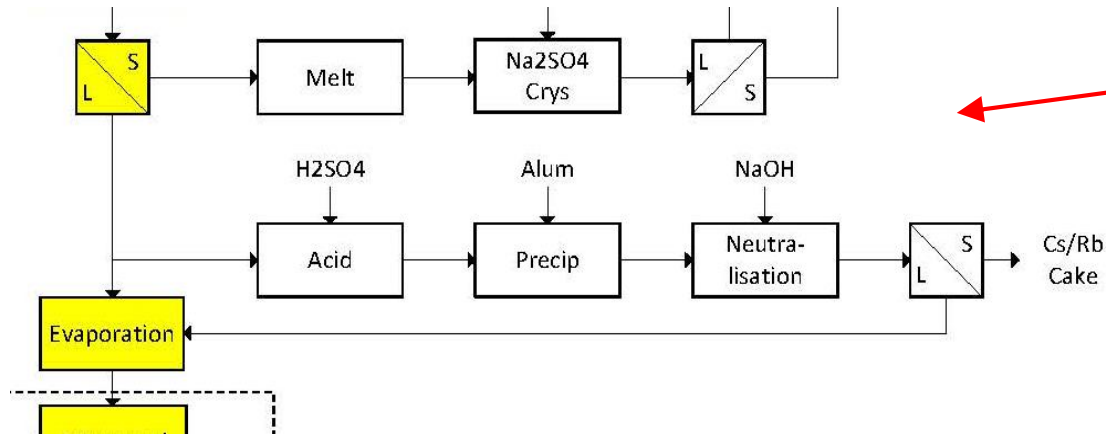 S
L
Melt
Na2SO4
Crys
L
S
H2SO4
Alum
NaOH
Acid
Precip
Neutra-
lisation
S
L
Cs/Rb
Cake
Evaporation